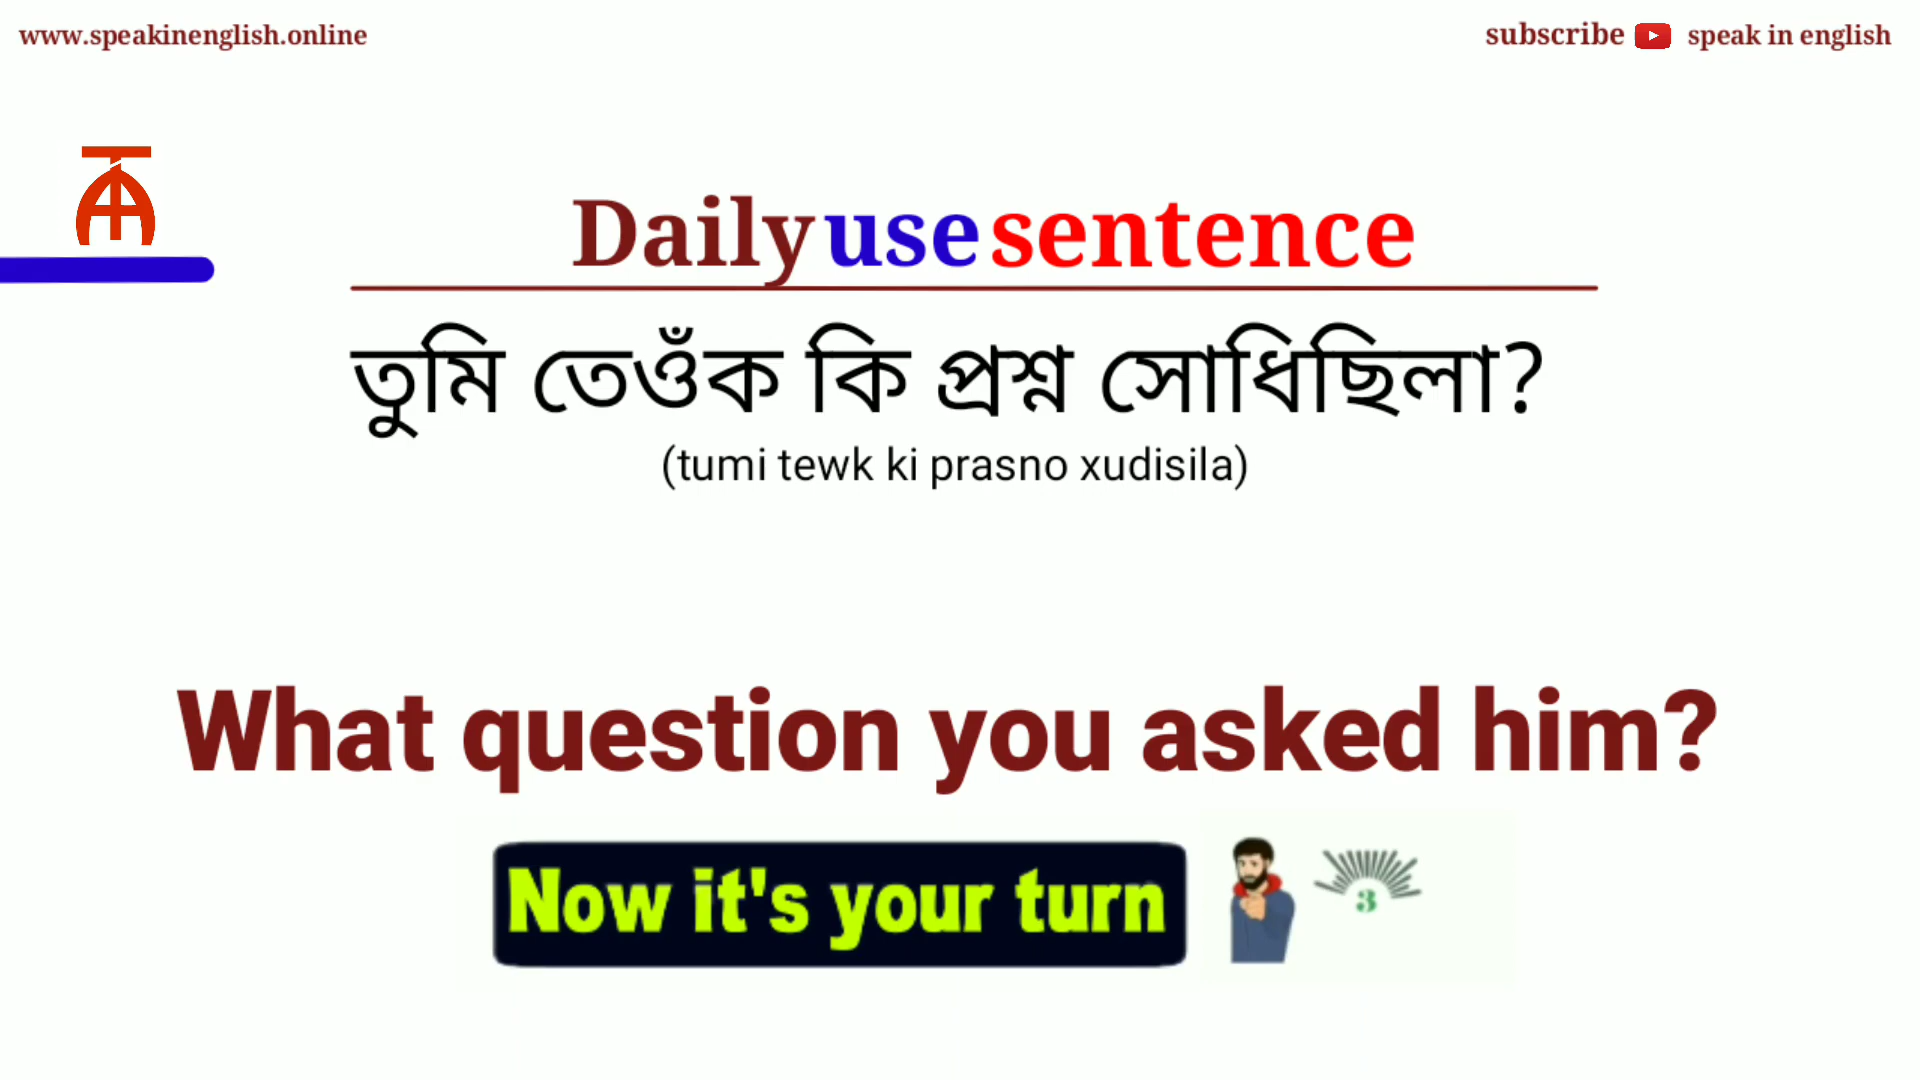 www.speakinenglish.online
subscribe speak in english
Daily use sentence
তুমি তেওঁক কি প্ৰশ্ন সোধিছিলা?
(tumi tewk ki prasno xudisila)
What question you asked him?
Now it's your turn
3